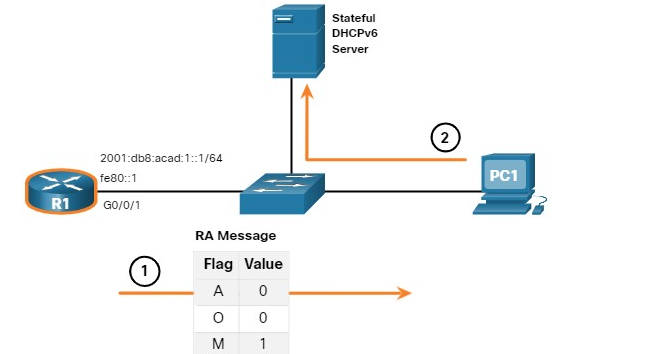 Stateful
DHCPv6
Server
2
2001:db8:acad:1::1/64
fe80::1
PC1
R1
G0/0/1
RA Message
1
Flag Value
A 0
O 0
M 1